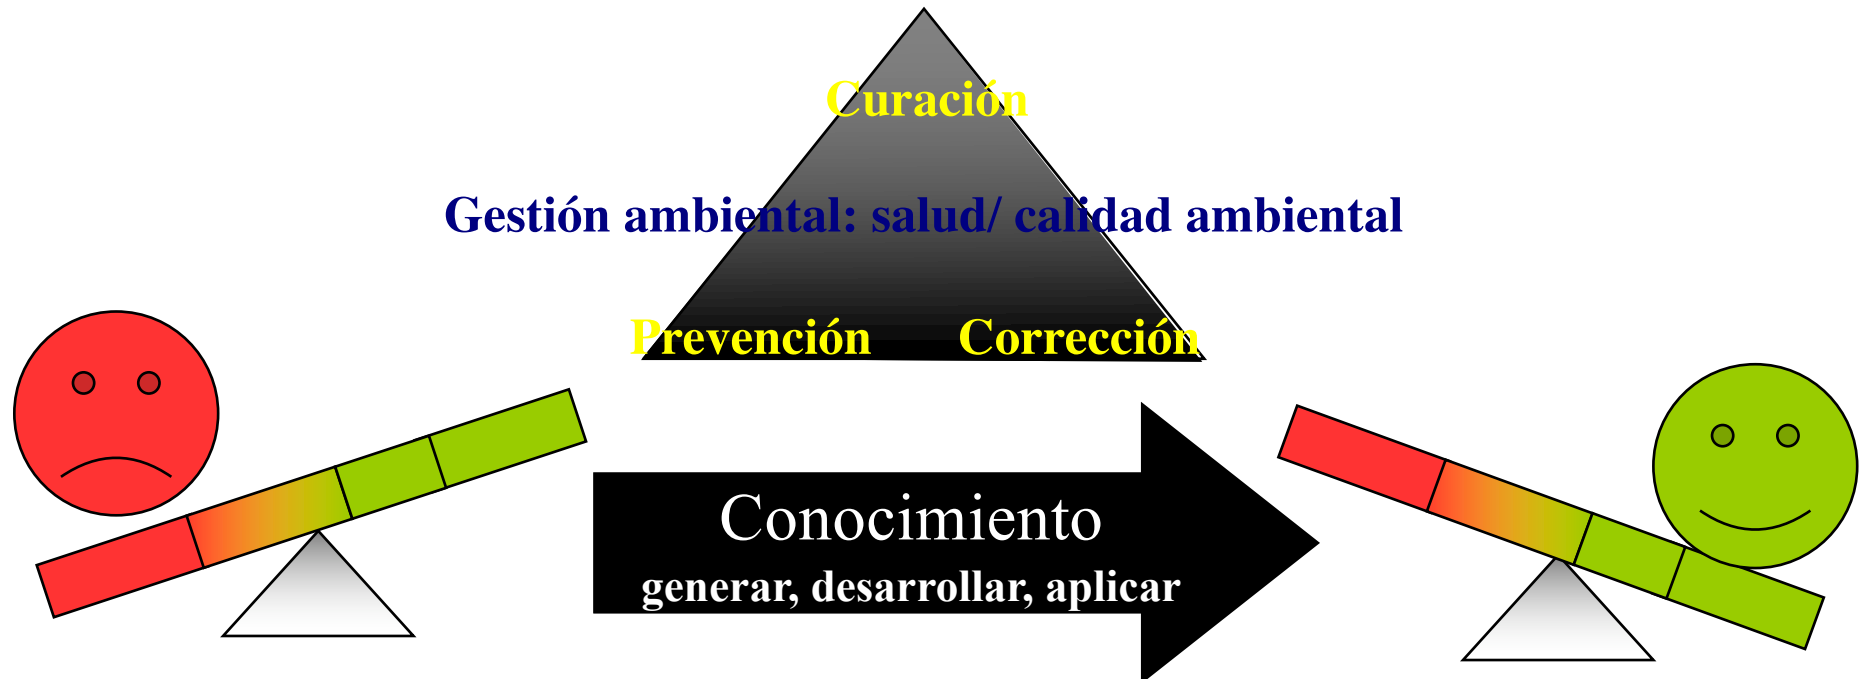 Curación
Gestión ambiental: salud/ calidad ambiental
Prevención Corrección
Conocimiento
generar, desarrollar, aplicar